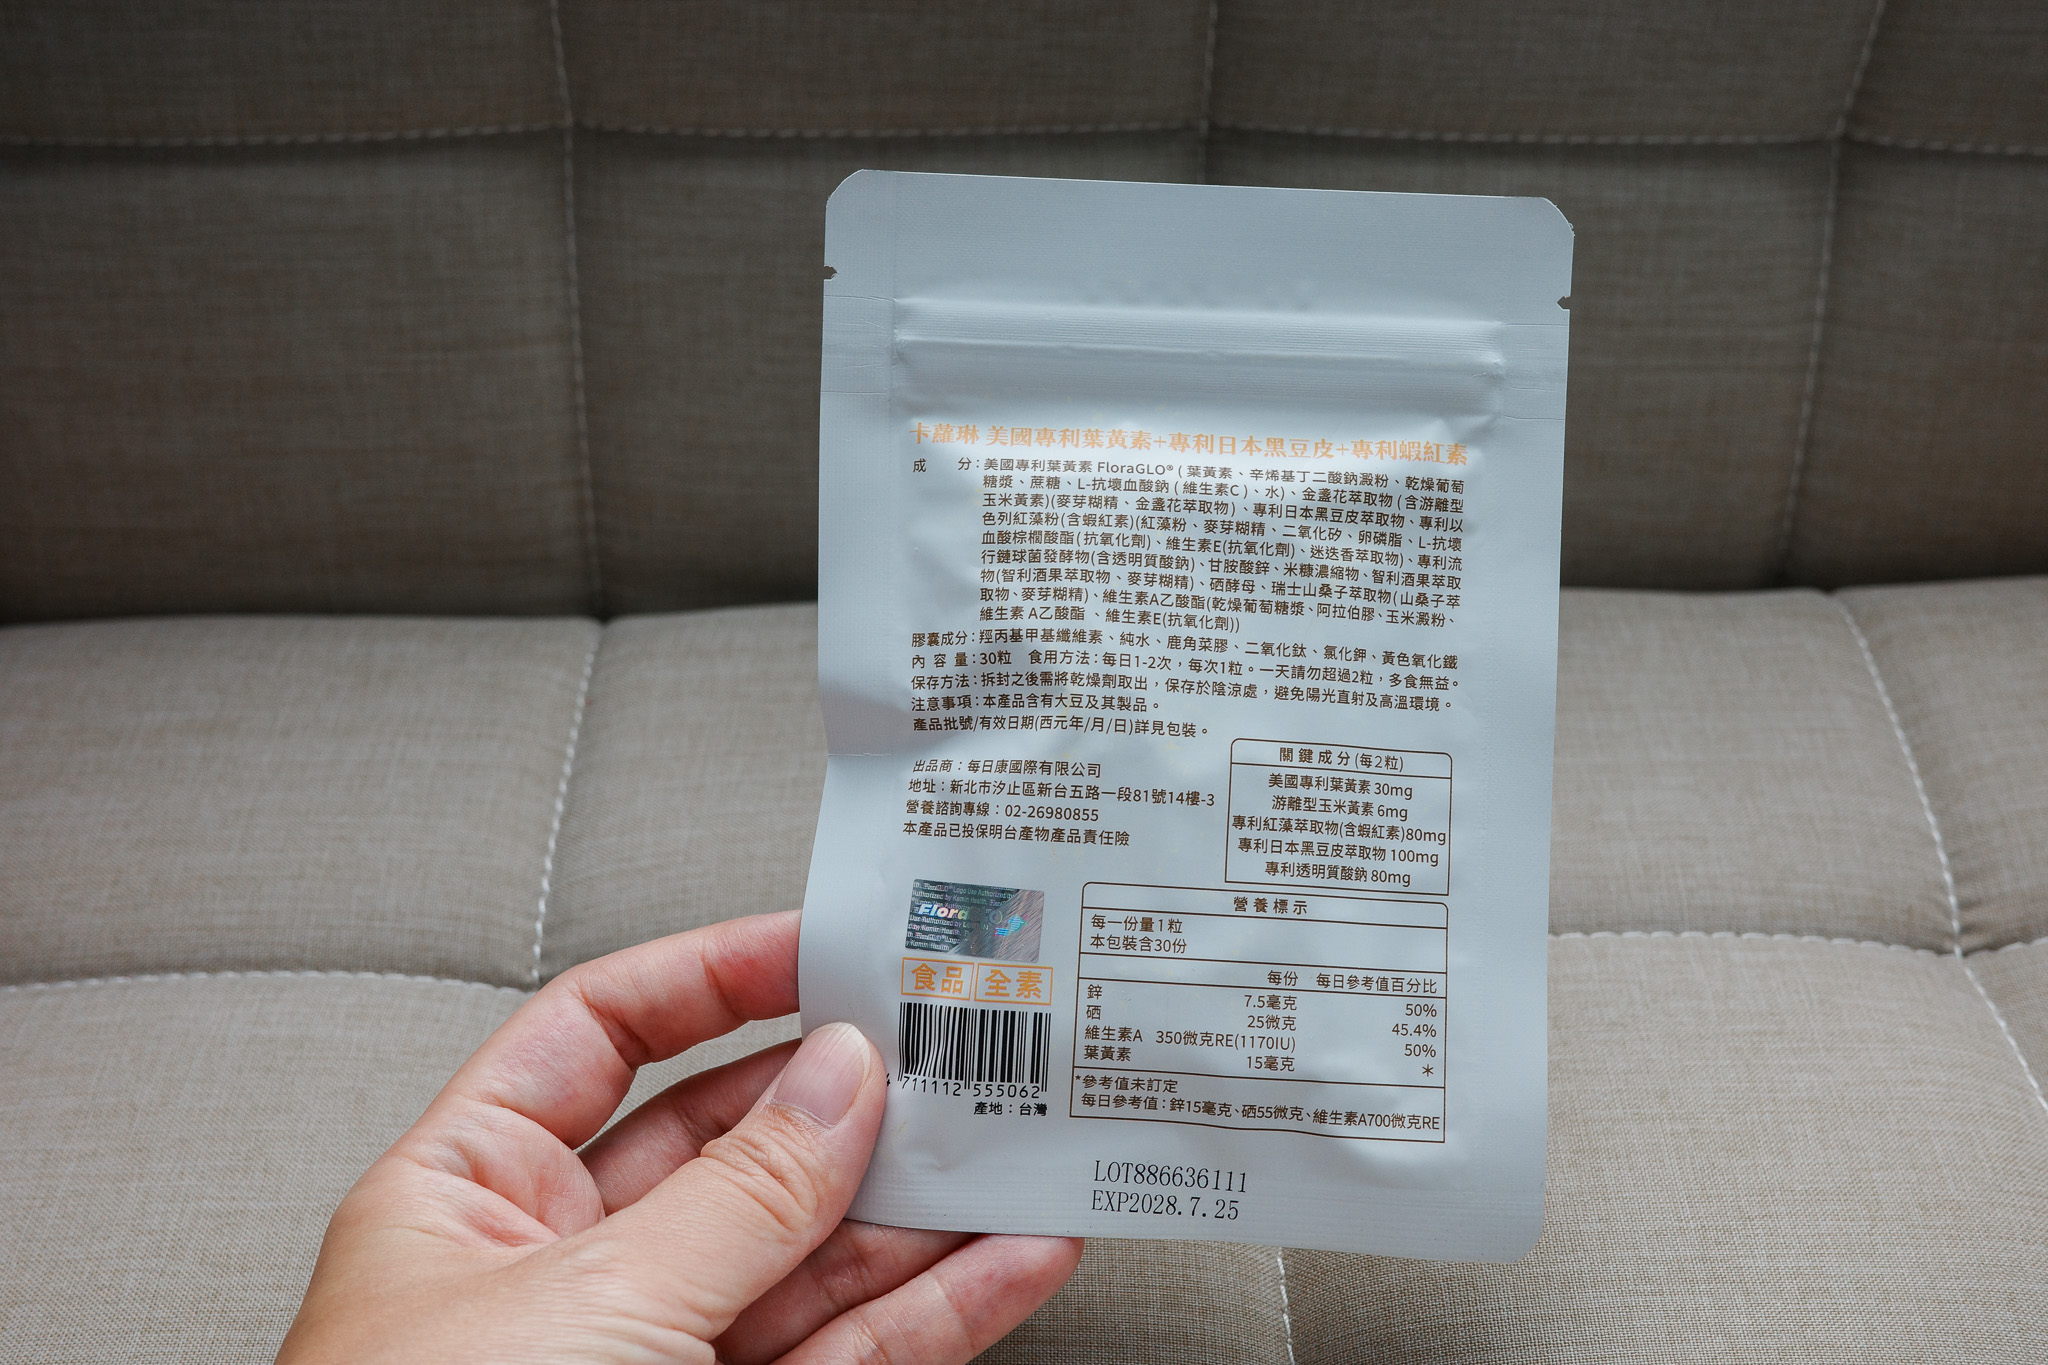 卡蘿琳 美國專利葉黃素+專利日本黑豆皮+專利蝦紅素
成 分：美國專利葉黃素 FloraGLO® ( 葉黃素、辛烯基丁二酸鈉澱粉、乾燥葡萄
糖漿、蔗糖、L-抗壞血酸鈉 ( 維生素C )、水)、金盞花萃取物 ( 含游離型
玉米黃素)(麥芽糊精、金盞花萃取物)、專利日本黑豆皮萃取物、專利以
色列紅藻粉(含蝦紅素)(紅藻粉、麥芽糊精、二氧化矽、卵磷脂、L-抗壞
血酸棕櫚酸酯(抗氧化劑)、維生素E(抗氧化劑)、迷迭香萃取物)、專利流
行鏈球菌發酵物(含透明質酸鈉)、甘胺酸鋅、米糠濃縮物、智利酒果萃取
物(智利酒果萃取物、麥芽糊精)、硒酵母、瑞士山桑子萃取物(山桑子萃
取物、麥芽糊精)、維生素A乙酸酯(乾燥葡萄糖漿、阿拉伯膠、玉米澱粉、
維生素 A乙酸酯 、維生素E(抗氧化劑))
膠囊成分：羥丙基甲基纖維素、純水、鹿角菜膠、二氧化鈦、氯化鉀、黃色氧化鐵
內 容 量：30粒 食用方法：每日1-2次，每次1粒。一天請勿超過2粒，多食無益。
保存方法：拆封之後需將乾燥劑取出，保存於陰涼處，避免陽光直射及高溫環境。
注意事項：本產品含有大豆及其製品。
產品批號/有效日期(西元年/月/日)詳見包裝。
出品商：每日康國際有限公司
地址：新北市汐止區新台五路一段81號14樓-3
營養諮詢專線：02-26980855
本產品已投保明台產物產品責任險
關鍵成分(每2粒)
美國專利葉黃素 30mg
游離型玉米黃素 6mg
專利紅藻萃取物(含蝦紅素)80mg
專利日本黑豆皮萃取物 100mg
專利透明質酸鈉 80mg
Flora
食品 全素
4 711112 555062
產地：台灣
營養標示
每一份量1粒
本包裝含30份
每份 每日參考值百分比
鋅 7.5毫克 50%
硒 25微克 45.4%
維生素A 350微克RE(1170IU) 50%
葉黃素 15毫克 *
*參考值未訂定
每日參考值：鋅15毫克、硒55微克、維生素A700微克RE
LOT886636111
EXP2028.7.25